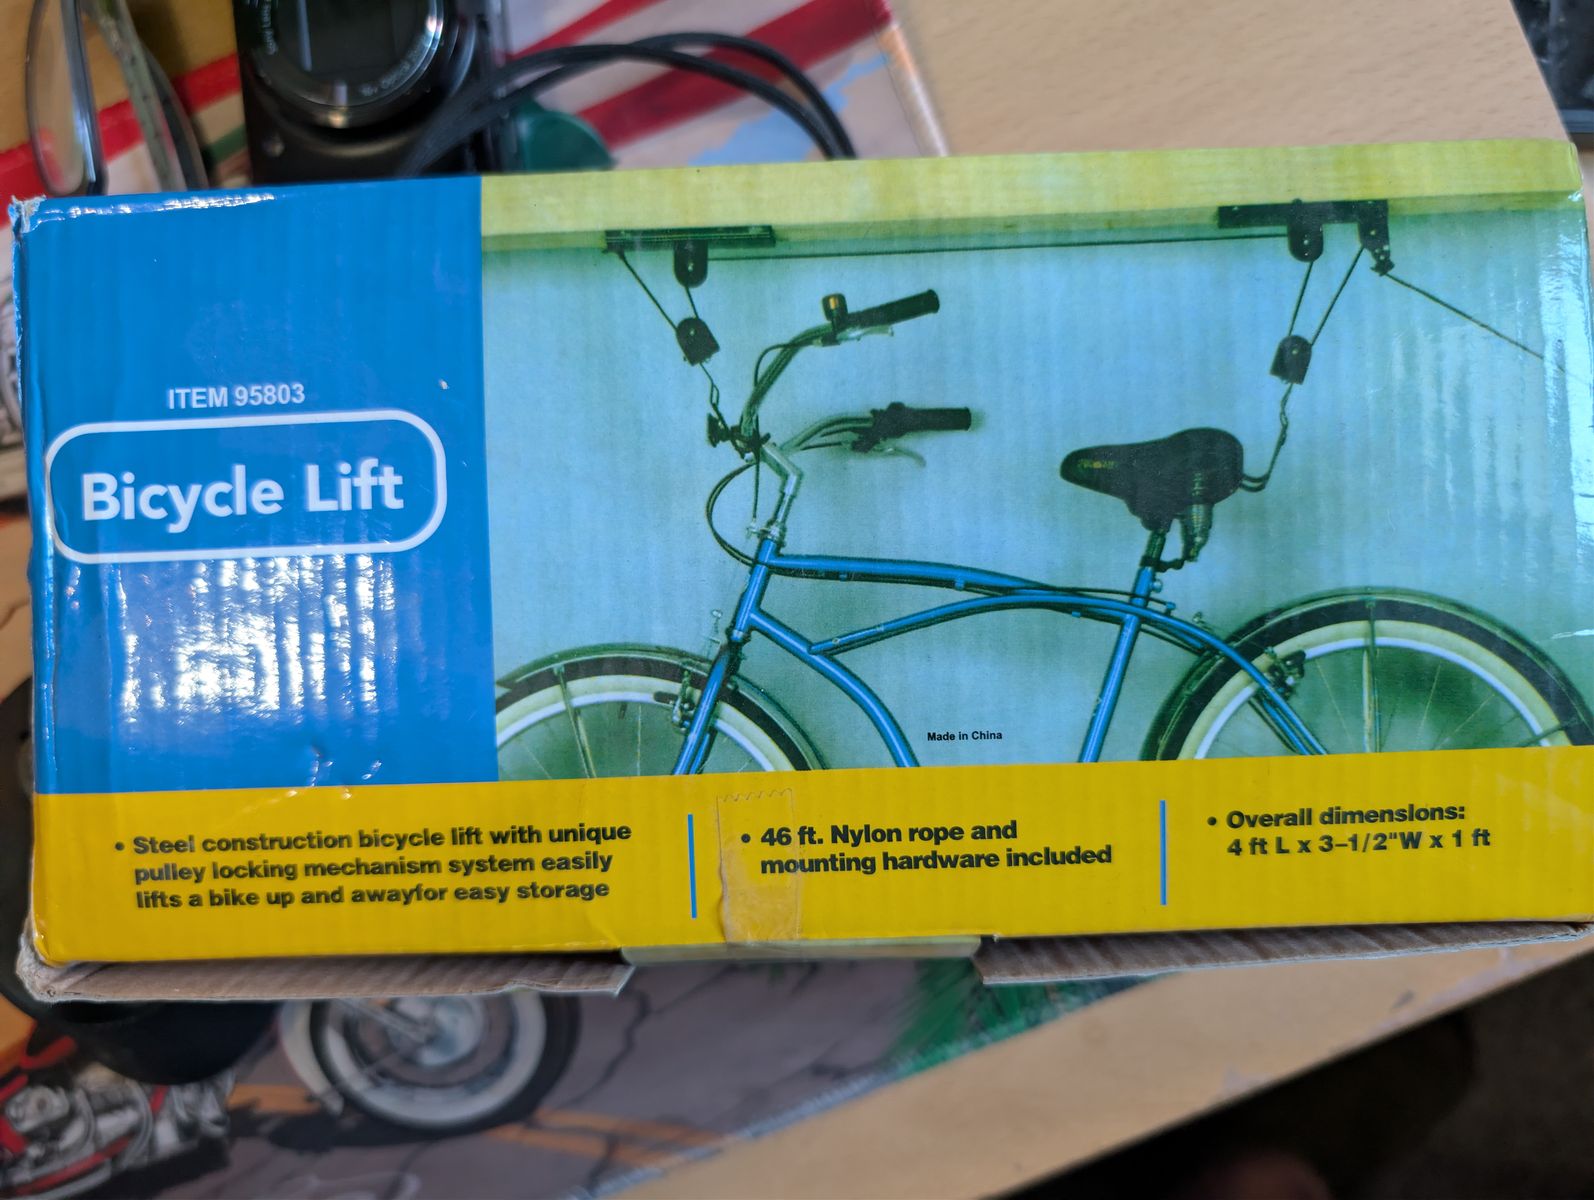 ITEM 95803
Bicycle Lift
Made in China
• Steel construction bicycle lift with unique
pulley locking mechanism system easily
lifts a bike up and awayfor easy storage
• 46 ft. Nylon rope and
mounting hardware included
• Overall dimensions:
4 ft L x 3–1/2"W x 1 ft